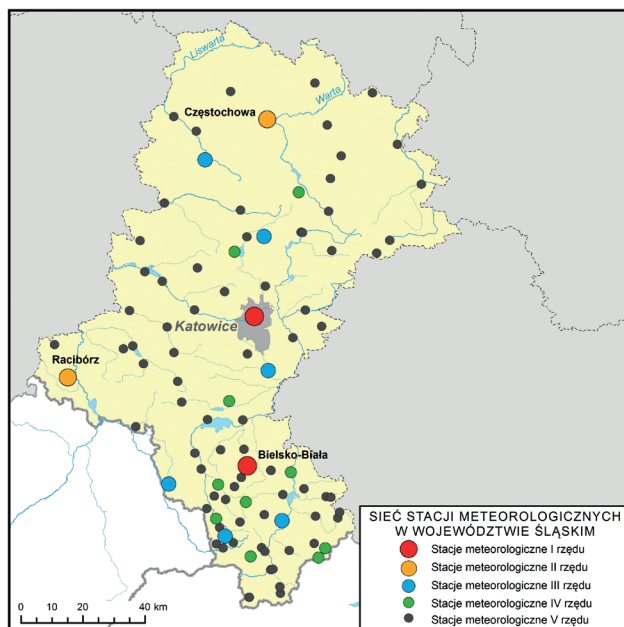 Liswarta
Warta
Częstochowa
Katowice
Racibórz
Bielsko-Biała
SIEĆ STACJI METEOROLOGICZNYCH
W WOJEWÓDZTWIE ŚLĄSKIM
Stacje meteorologiczne I rzędu
Stacje meteorologiczne II rzędu
Stacje meteorologiczne III rzędu
Stacje meteorologiczne IV rzędu
Stacje meteorologiczne V rzędu
0 10 20 40 km